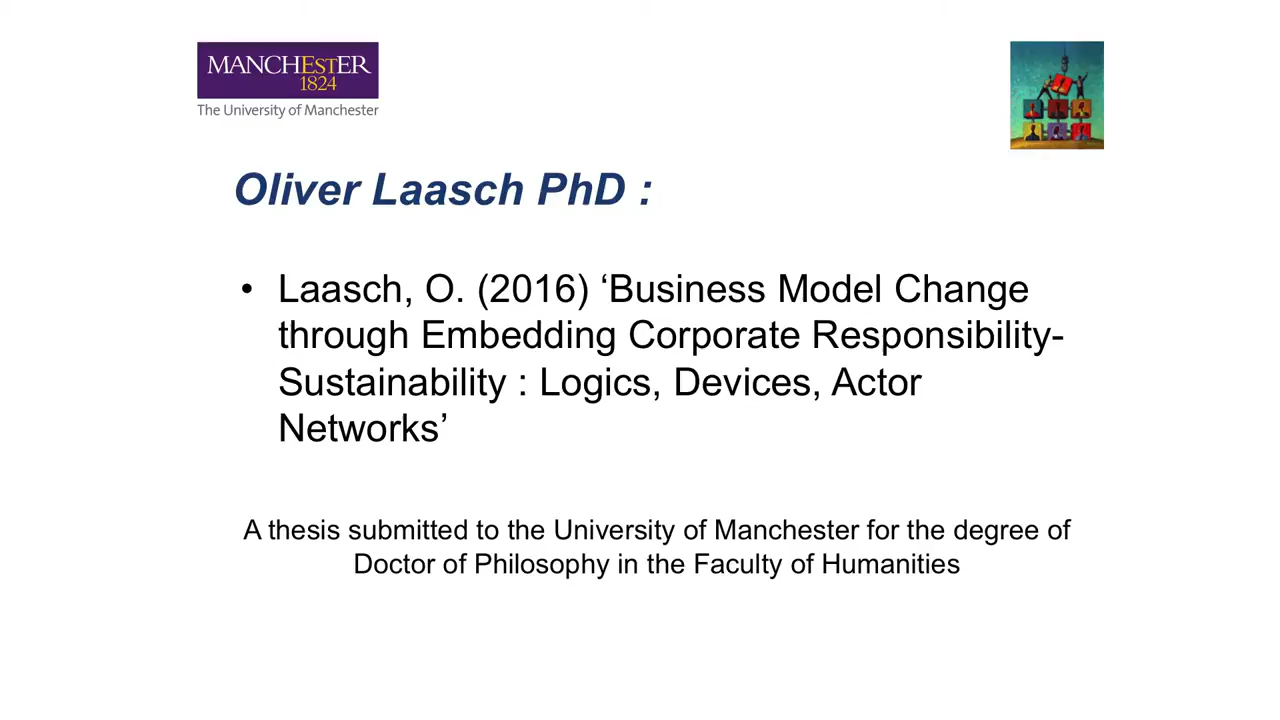 MANCHESTER
1824
The University of Manchester
Oliver Laasch PhD :
• Laasch, O. (2016) ‘Business Model Change
through Embedding Corporate Responsibility-
Sustainability : Logics, Devices, Actor
Networks’
A thesis submitted to the University of Manchester for the degree of
Doctor of Philosophy in the Faculty of Humanities